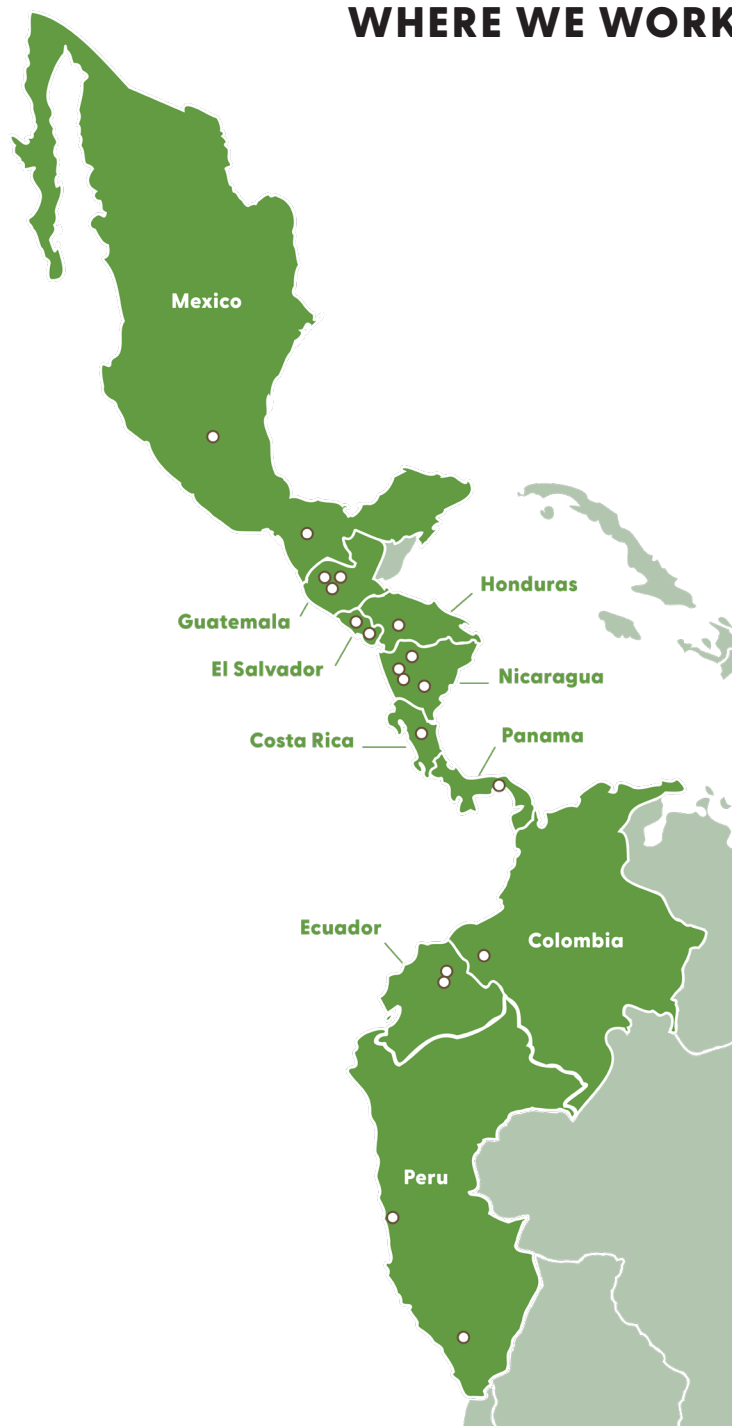 WHERE WE WORK
Mexico
Honduras
Guatemala
El Salvador
Nicaragua
Costa Rica
Panama
Ecuador
Colombia
Peru